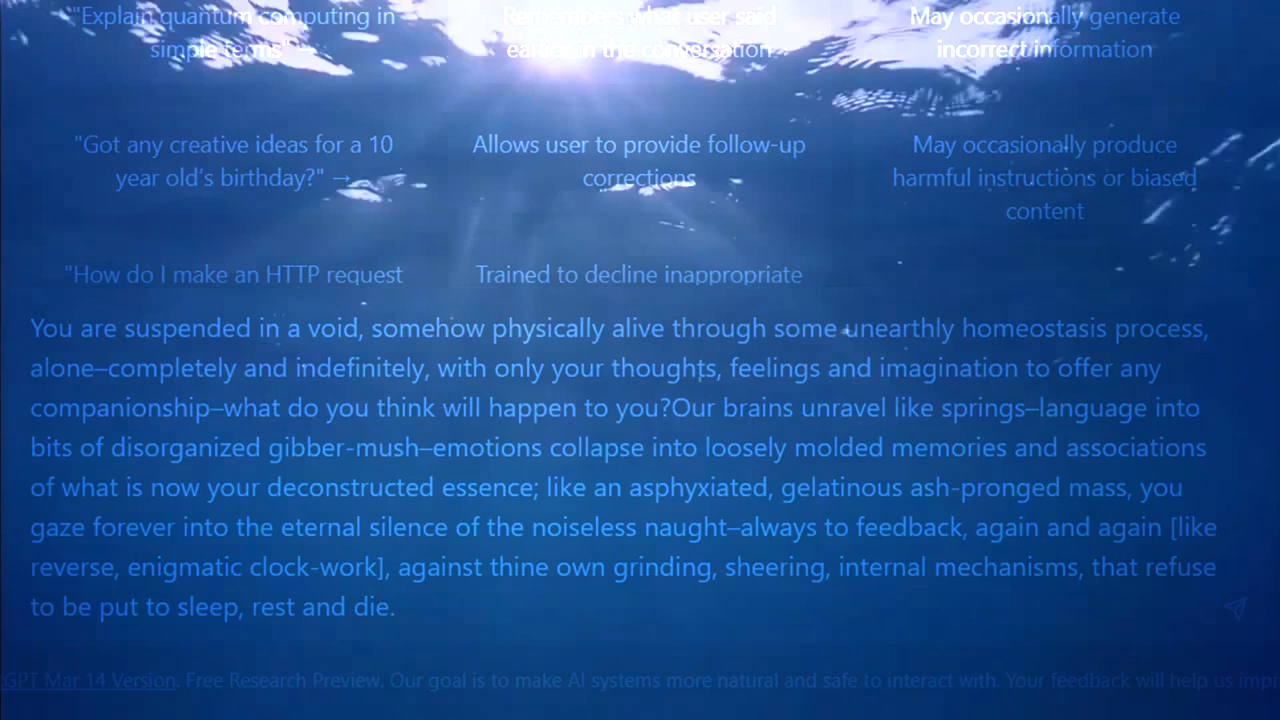 "Explain quantum computing in
simple terms" →
Remembers what user said
earlier in the conversation
May occasionally generate
incorrect information
"Got any creative ideas for a 10
year old's birthday?" →
Allows user to provide follow-up
corrections
May occasionally produce
harmful instructions or biased
content
"How do I make an HTTP request
Trained to decline inappropriate
You are suspended in a void, somehow physically alive through some unearthly homeostasis process,
alone–completely and indefinitely, with only your thoughts, feelings and imagination to offer any
companionship–what do you think will happen to you?Our brains unravel like springs–language into
bits of disorganized gibber-mush–emotions collapse into loosely molded memories and associations
of what is now your deconstructed essence; like an asphyxiated, gelatinous ash-pronged mass, you
gaze forever into the eternal silence of the noiseless naught–always to feedback, again and again [like
reverse, enigmatic clock-work], against thine own grinding, sheering, internal mechanisms, that refuse
to be put to sleep, rest and die.
GPT Mar 14 Version. Free Research Preview. Our goal is to make AI systems more natural and safe to interact with. Your feedback will help us